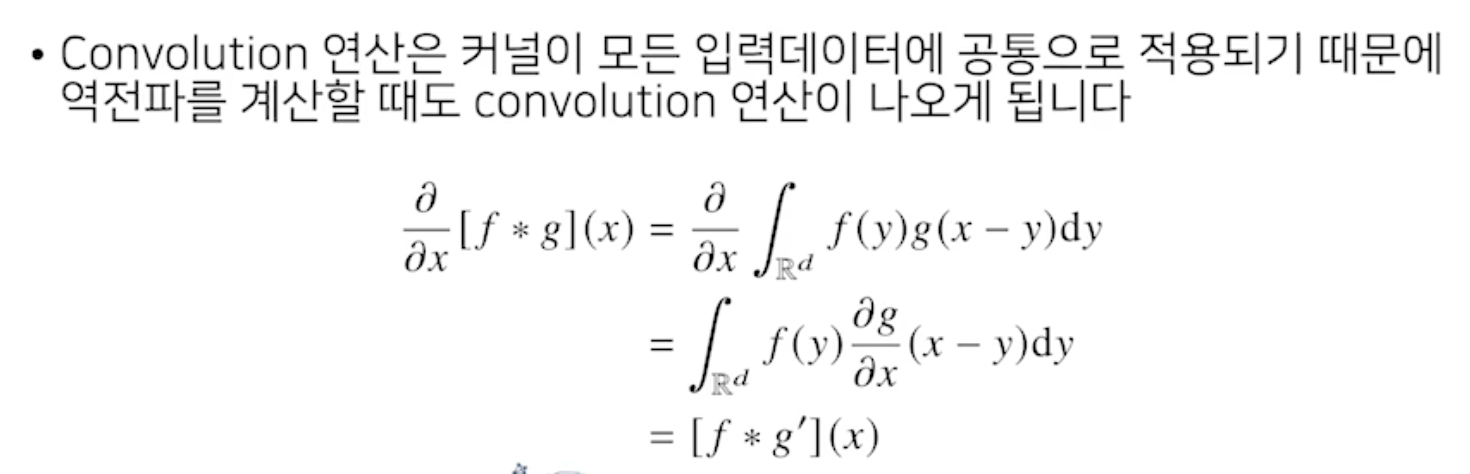 • Convolution 연산은 커널이 모든 입력데이터에 공통으로 적용되기 때문에
역전파를 계산할 때도 convolution 연산이 나오게 됩니다
∂/∂x [f * g](x) = ∂/∂x ∫_ℝᵈ f(y)g(x − y)dy
= ∫_ℝᵈ f(y) ∂g/∂x (x − y)dy
= [f * g′](x)